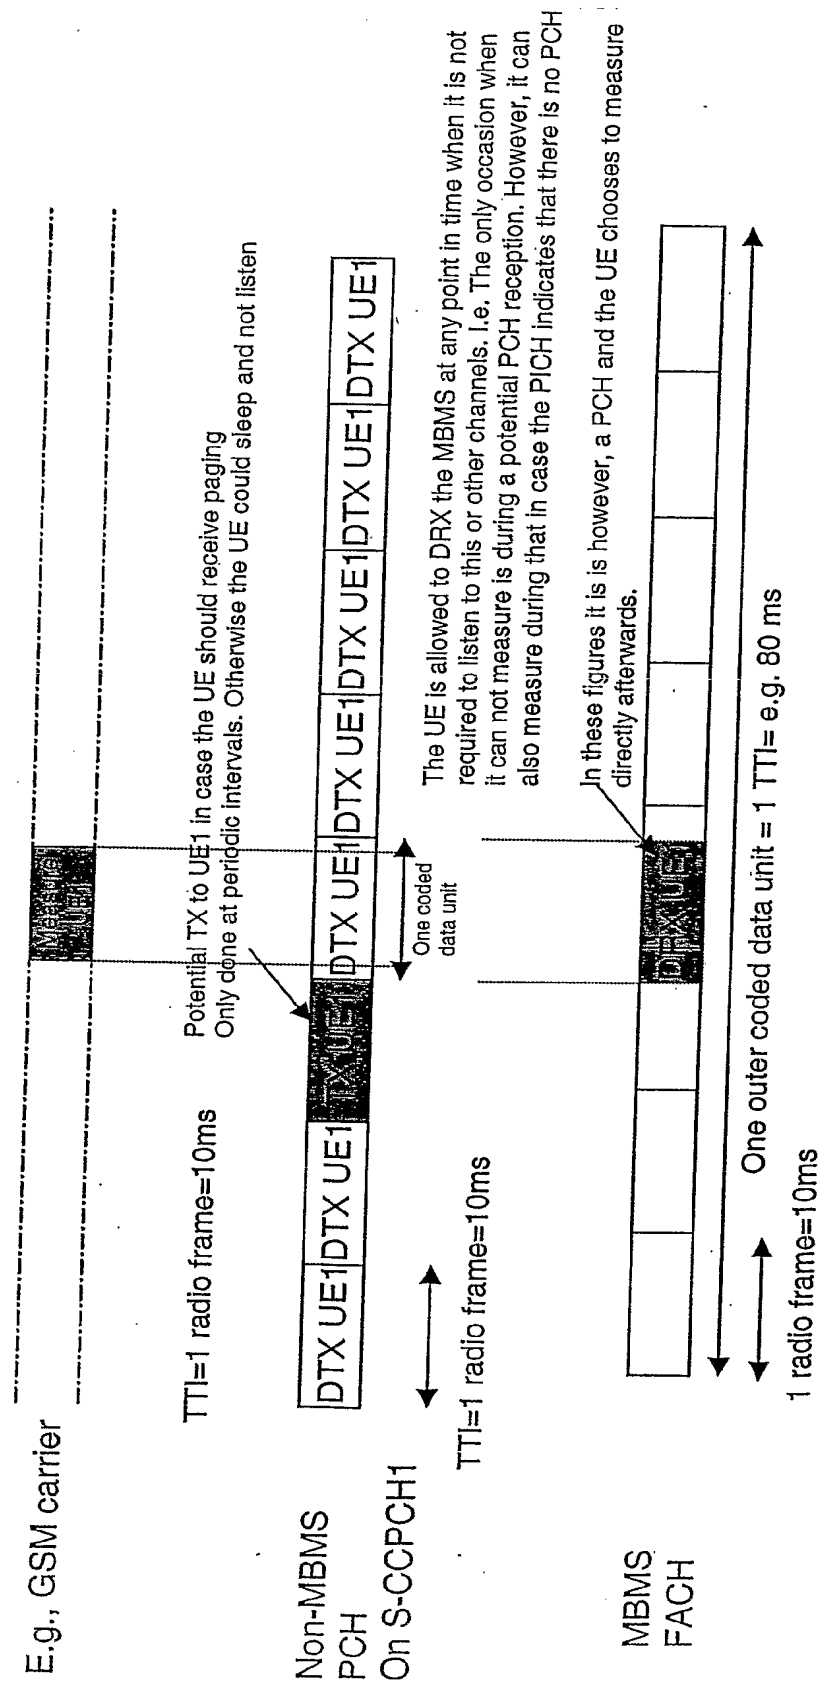 E.g., GSM carrier
Measure
UE1
TTI=1 radio frame=10ms
Potential TX to UE1 in case the UE should receive paging
Only done at periodic intervals. Otherwise the UE could sleep and not listen
Non-MBMS
PCH
On S-CCPCH1
DTX UE1 DTX UE1 TX UE1 DTX UE1 DTX UE1 DTX UE1 DTX UE1 DTX UE1
One coded
data unit
TTI=1 radio frame=10ms
The UE is allowed to DRX the MBMS at any point in time when it is not
required to listen to this or other channels. I.e. The only occasion when
it can not measure is during a potential PCH reception. However, it can
also measure during that in case the PICH indicates that there is no PCH
In these figures it is is however, a PCH and the UE chooses to measure
directly afterwards.
MBMS
FACH
DRX UE1
One outer coded data unit = 1 TTI= e.g. 80 ms
1 radio frame=10ms